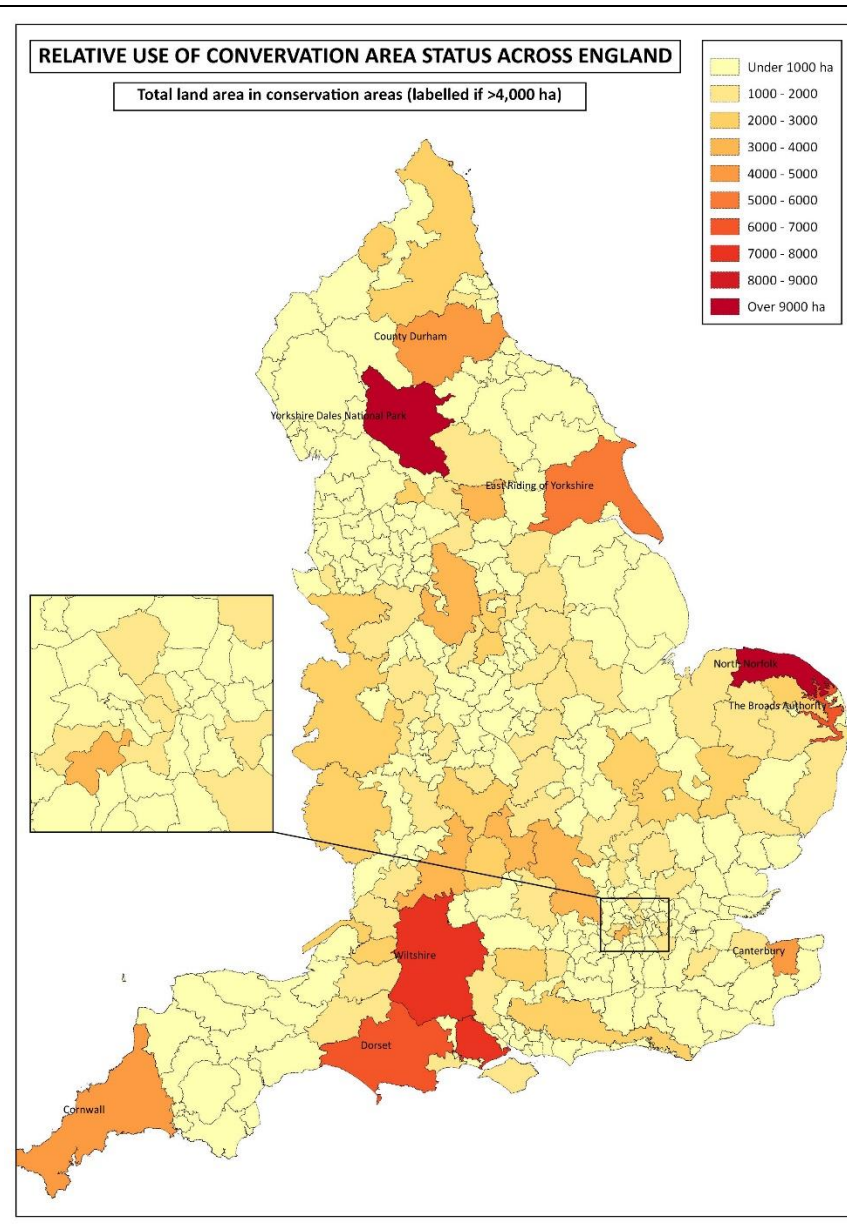 RELATIVE USE OF CONVERVATION AREA STATUS ACROSS ENGLAND
Total land area in conservation areas (labelled if >4,000 ha)
Under 1000 ha
1000 - 2000
2000 - 3000
3000 - 4000
4000 - 5000
5000 - 6000
6000 - 7000
7000 - 8000
8000 - 9000
Over 9000 ha
County Durham
Yorkshire Dales National Park
East Riding of Yorkshire
North Norfolk
The Broads Authority
Canterbury
Wiltshire
Dorset
Cornwall